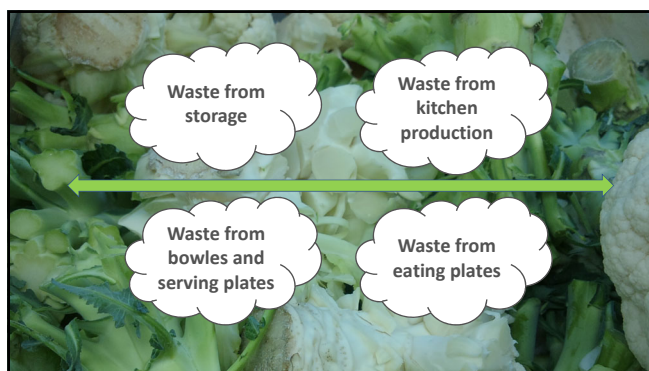 Waste from
storage
Waste from
kitchen
production
Waste from
bowles and
serving plates
Waste from
eating plates